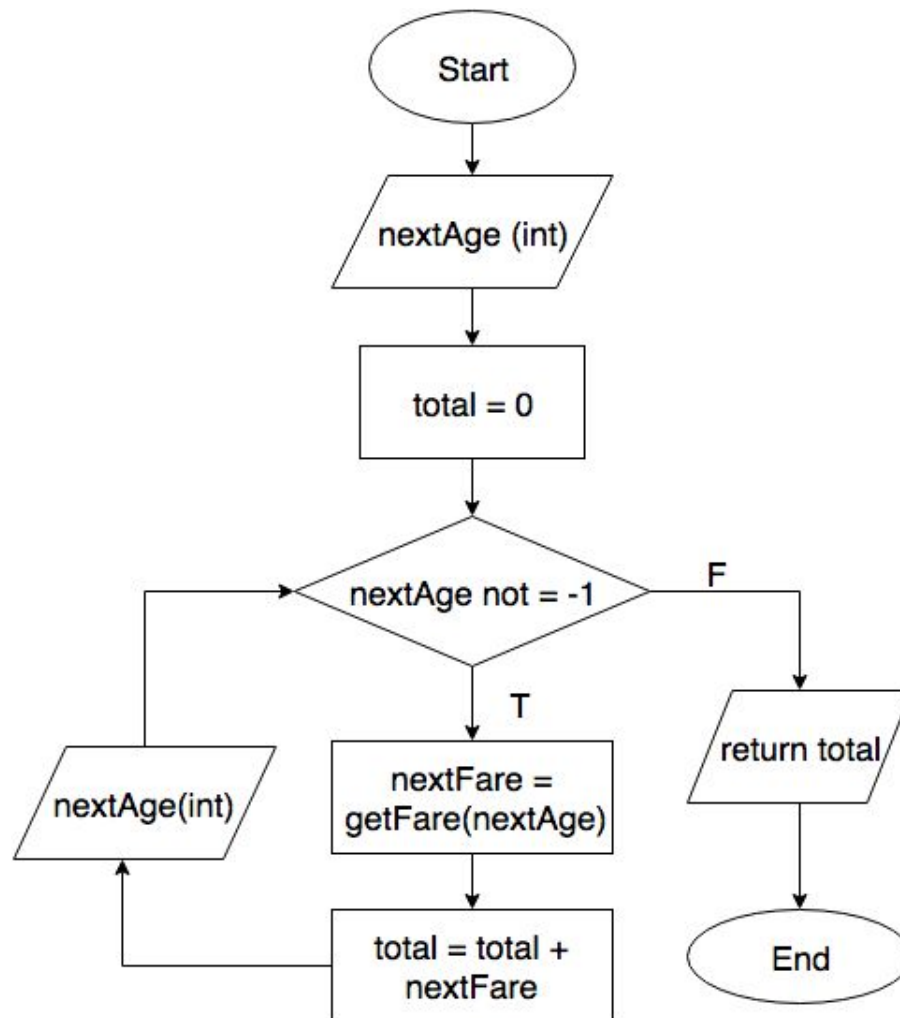 Start
nextAge (int)
total = 0
nextAge not = -1
F
T
return total
nextAge(int)
nextFare =
getFare(nextAge)
total = total +
nextFare
End